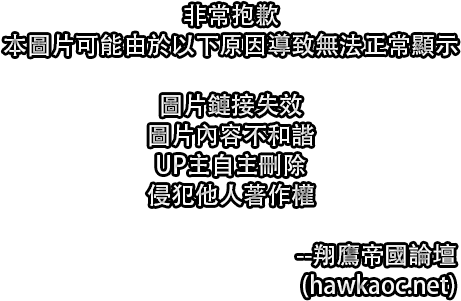 非常抱歉
本圖片可能由於以下原因導致無法正常顯示
圖片鏈接失效
圖片內容不和諧
UP主自主刪除
侵犯他人著作權
--翔鷹帝國論壇
(hawkaoc.net)